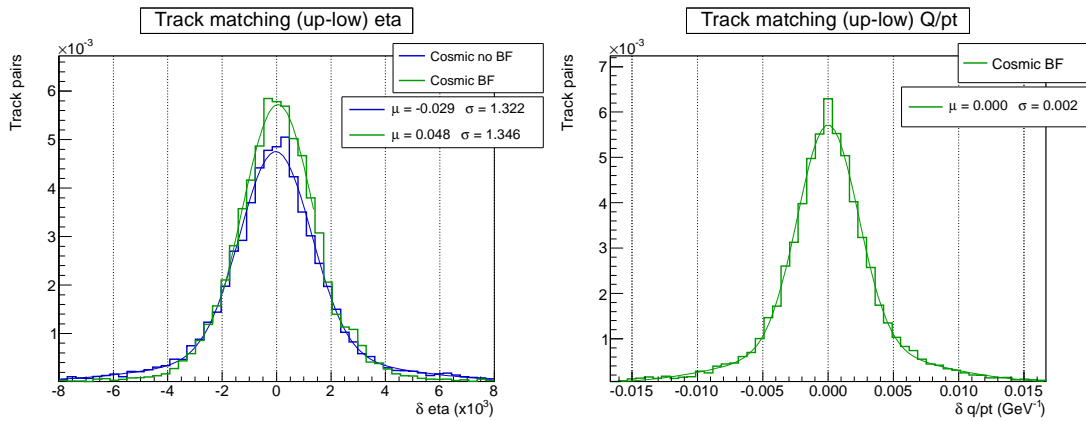 Track matching (up-low) eta
×10⁻³
Track pairs
Cosmic no BF
Cosmic BF
μ = -0.029 σ = 1.322
μ = 0.048 σ = 1.346
6
5
4
3
2
1
-8 -6 -4 -2 0 2 4 6 8
δ eta (x10³)
Track matching (up-low) Q/pt
×10⁻³
Track pairs
Cosmic BF
μ = 0.000 σ = 0.002
7
6
5
4
3
2
1
-0.015 -0.010 -0.005 0.000 0.005 0.010 0.015
δ q/pt (GeV⁻¹)